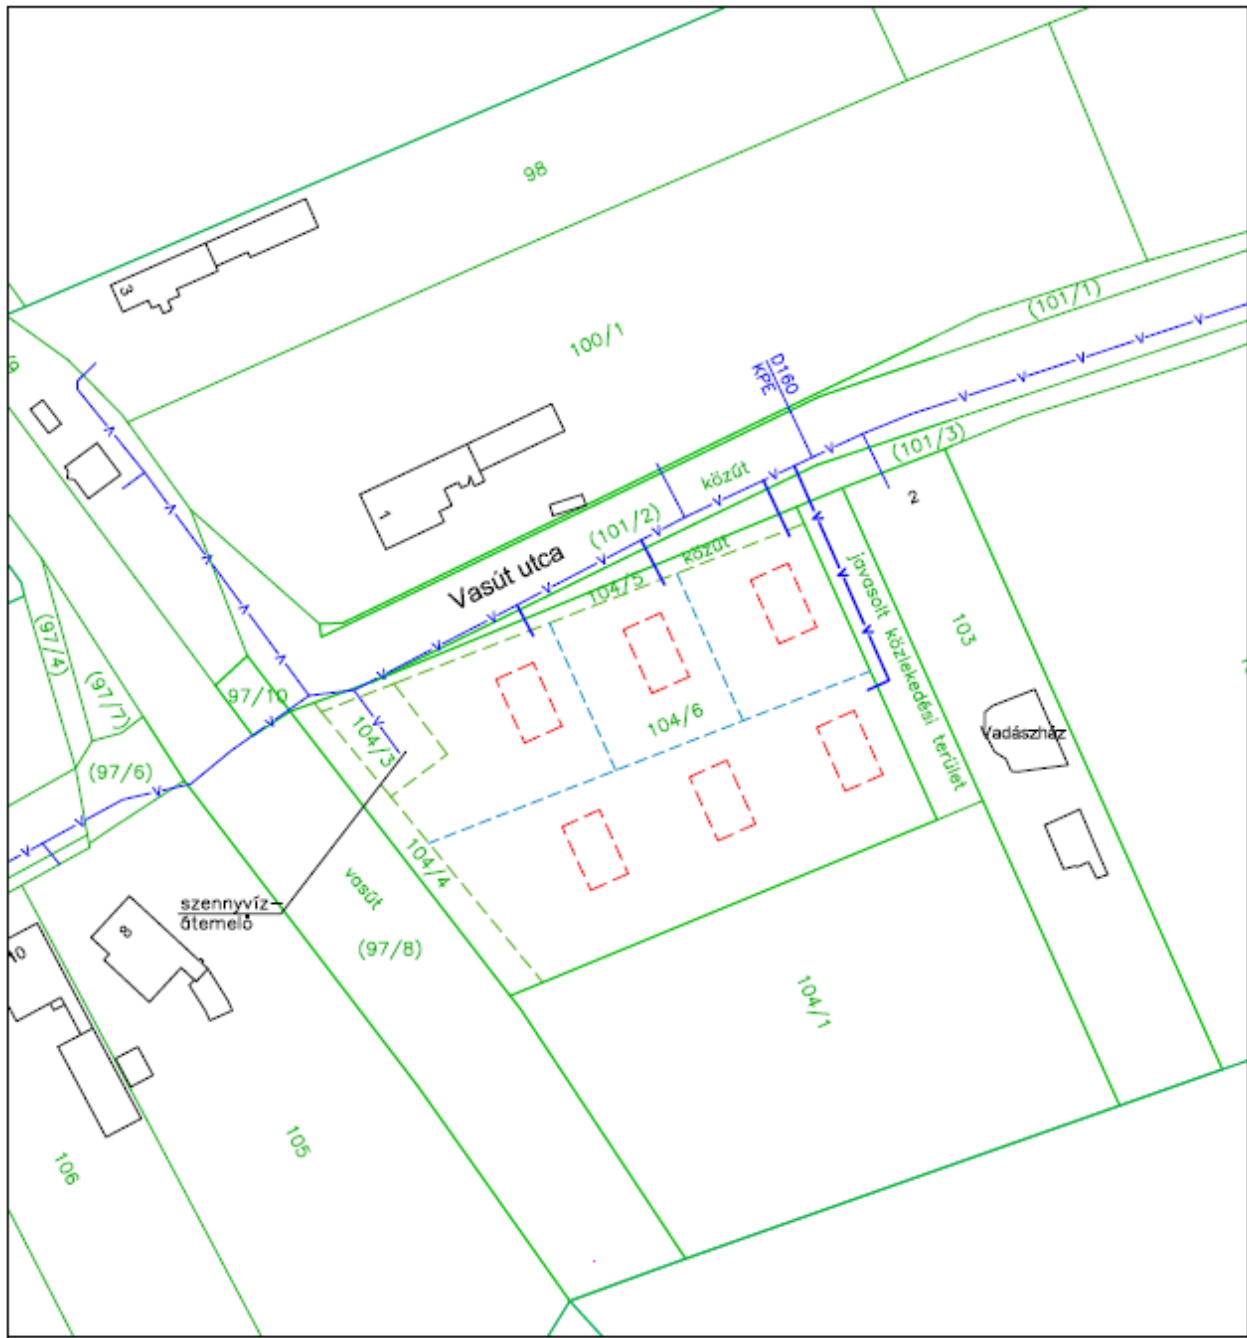 98
3
(101/1)
100/1
D160
KPE
(101/3)
közút
2
1
(101/2)
közút
Vasút utca
104/5
javasolt közlekedési terület
103
(97/4)
(97/7)
97/10
104/3
104/6
Vadászház
(97/6)
104/4
vasút
szennyvíz-
átemelő
8
(97/8)
10
104/1
105
106